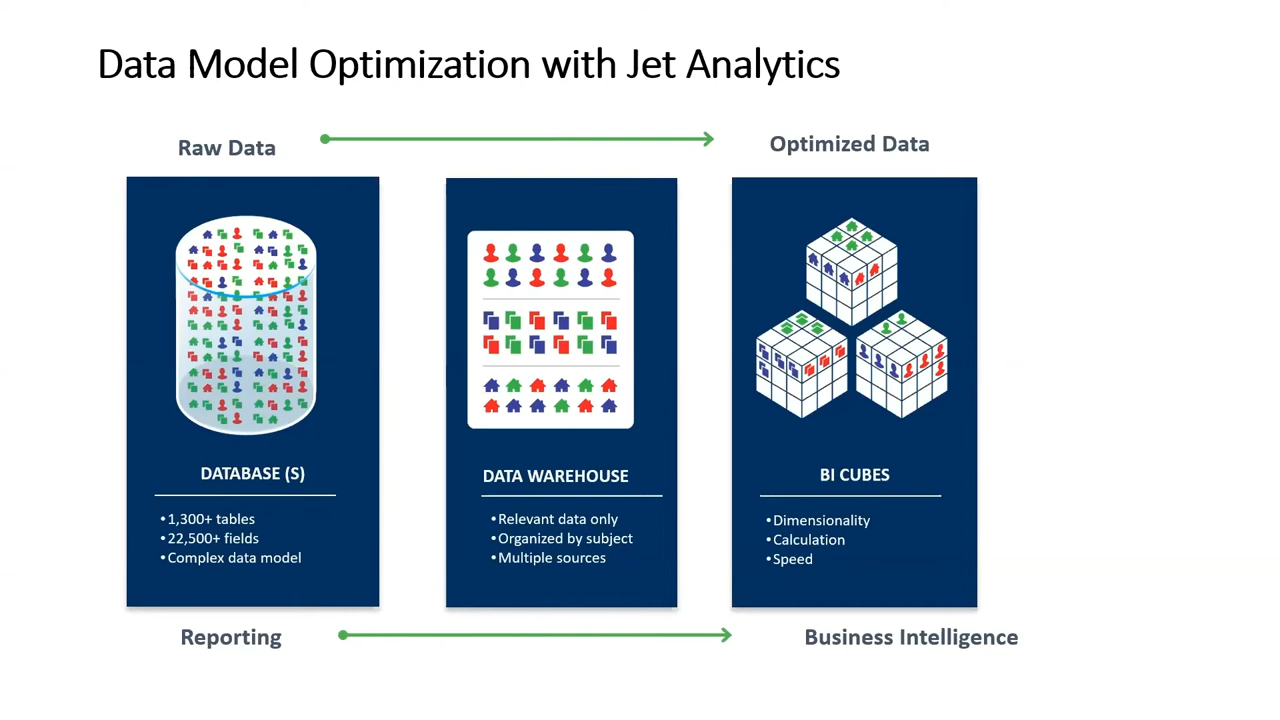 Data Model Optimization with Jet Analytics
Raw Data
Optimized Data
DATABASE (S)
•1,300+ tables
•22,500+ fields
•Complex data model
DATA WAREHOUSE
•Relevant data only
•Organized by subject
•Multiple sources
BI CUBES
•Dimensionality
•Calculation
•Speed
Reporting
Business Intelligence